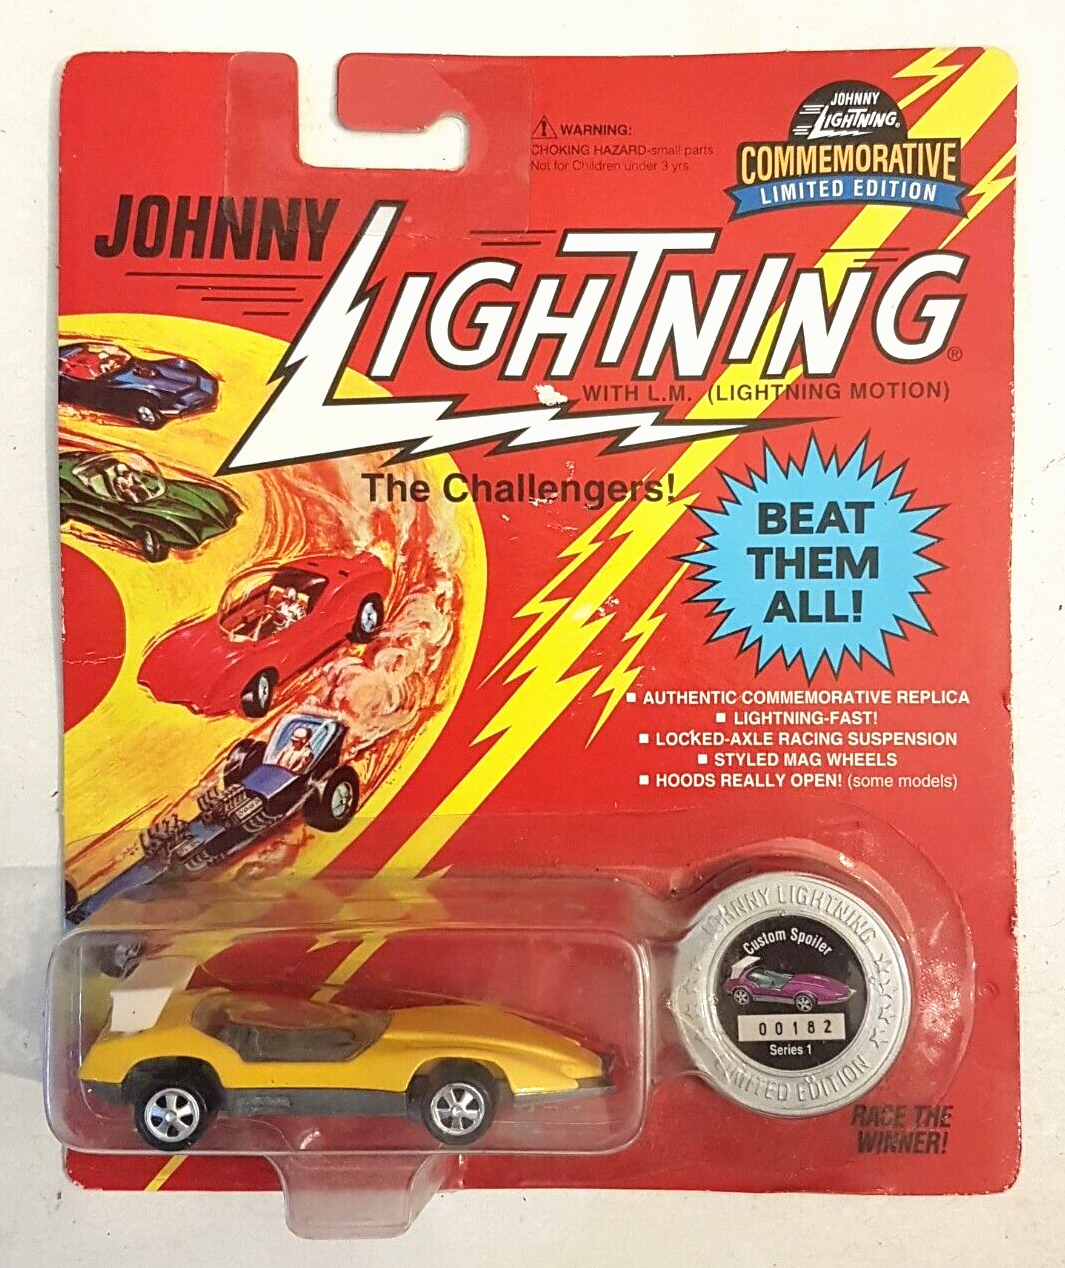 WARNING:
CHOKING HAZARD-small parts
Not for Children under 3 yrs.
JOHNNY
LIGHTNING®
COMMEMORATIVE
LIMITED EDITION
JOHNNY
LIGHTNING®
WITH L.M. (LIGHTNING MOTION)
The Challengers!
BEAT
THEM
ALL!
■ AUTHENTIC COMMEMORATIVE REPLICA
■ LIGHTNING-FAST!
■ LOCKED-AXLE RACING SUSPENSION
■ STYLED MAG WHEELS
■ HOODS REALLY OPEN! (some models)
JOHNNY LIGHTNING
Custom Spoiler
00182
Series 1
LIMITED EDITION
RACE THE
WINNER!